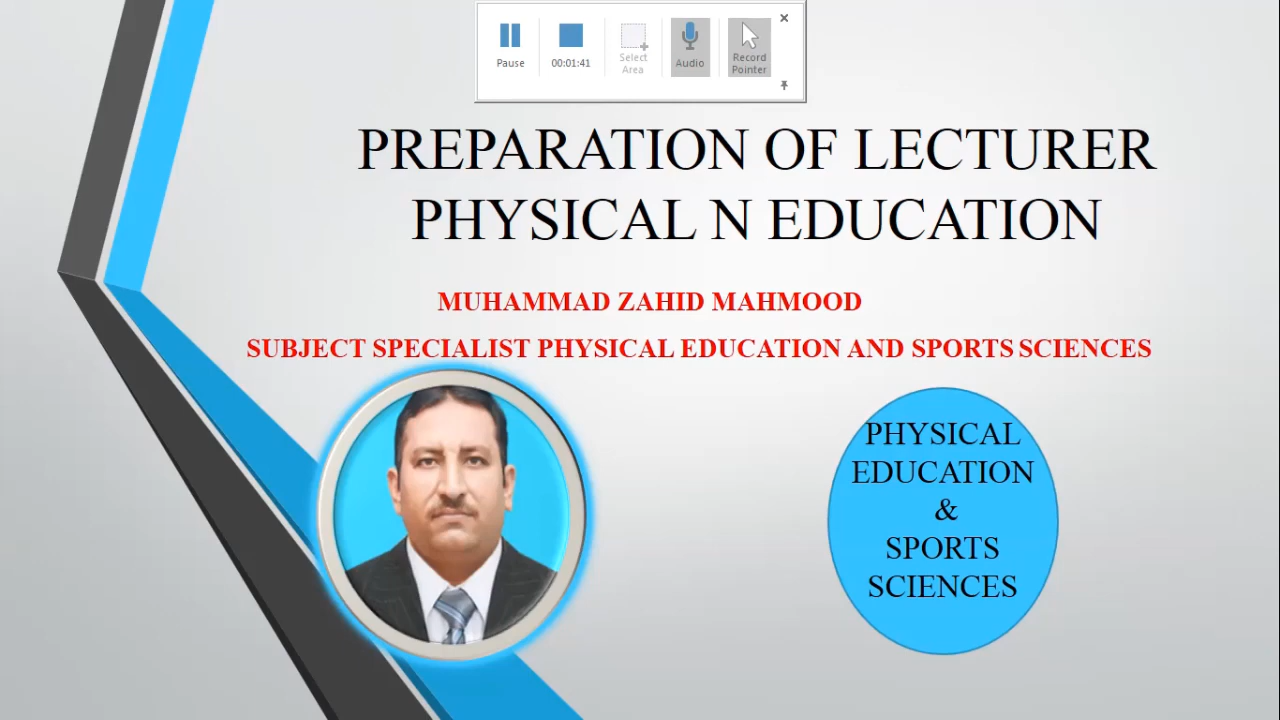 Pause
00:01:41
Select
Area
Audio
Record
Pointer
PREPARATION OF LECTURER
PHYSICAL N EDUCATION
MUHAMMAD ZAHID MAHMOOD
SUBJECT SPECIALIST PHYSICAL EDUCATION AND SPORTS SCIENCES
PHYSICAL
EDUCATION
&
SPORTS
SCIENCES